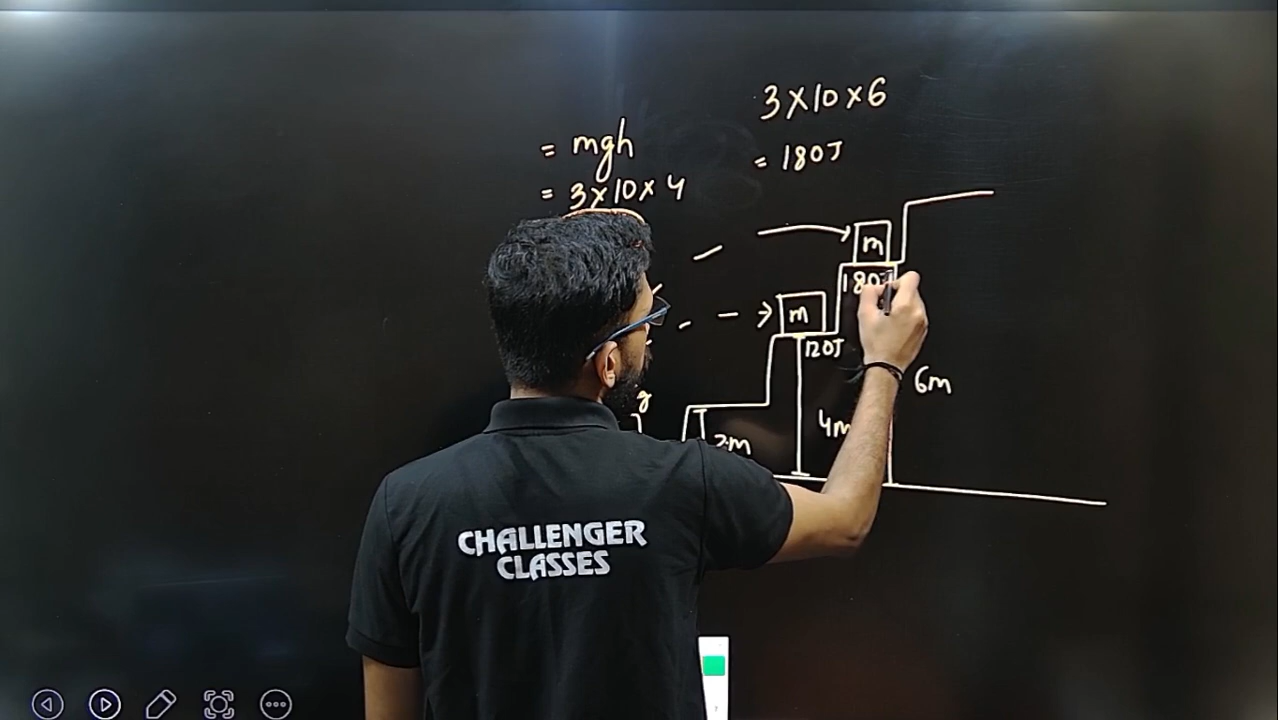 3×10×6
= mgh
= 180J
= 3×10×4
m
180J
m
120J
6m
4m
2m
CHALLENGER
CLASSES